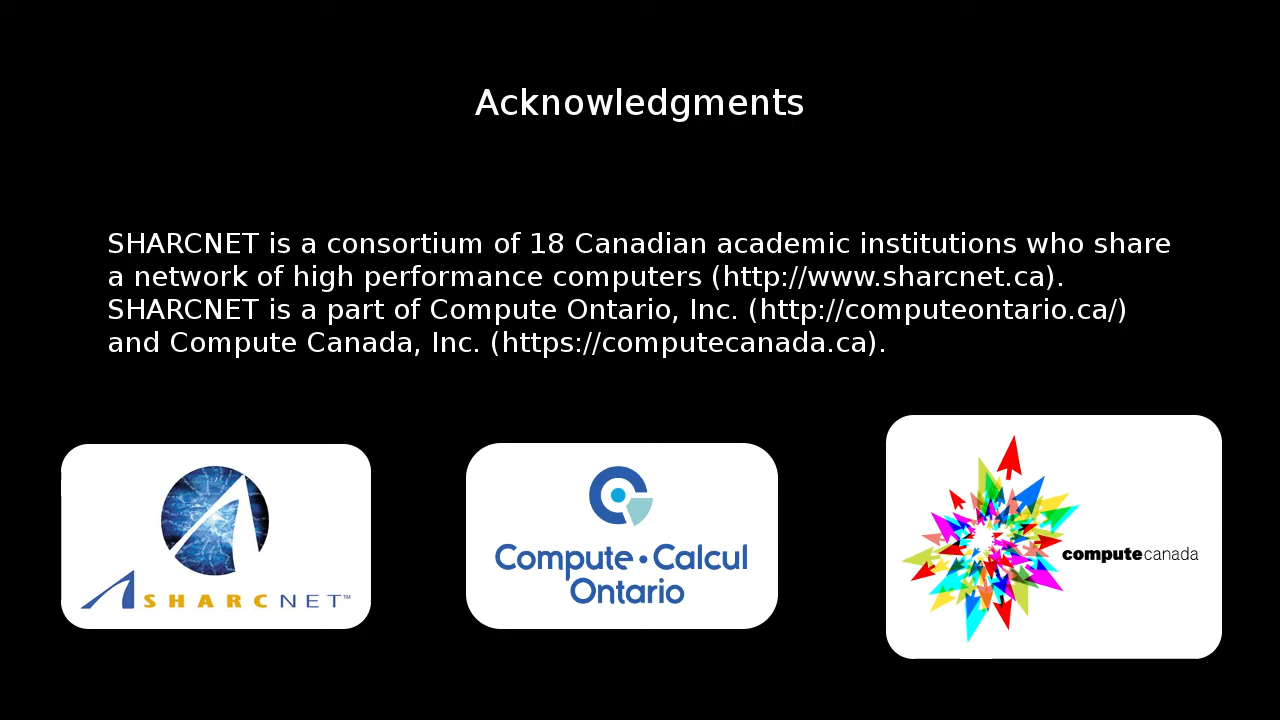 Acknowledgments
SHARCNET is a consortium of 18 Canadian academic institutions who share
a network of high performance computers (http://www.sharcnet.ca).
SHARCNET is a part of Compute Ontario, Inc. (http://computeontario.ca/)
and Compute Canada, Inc. (https://computecanada.ca).
SHARCNET™
Compute • Calcul
Ontario
computecanada